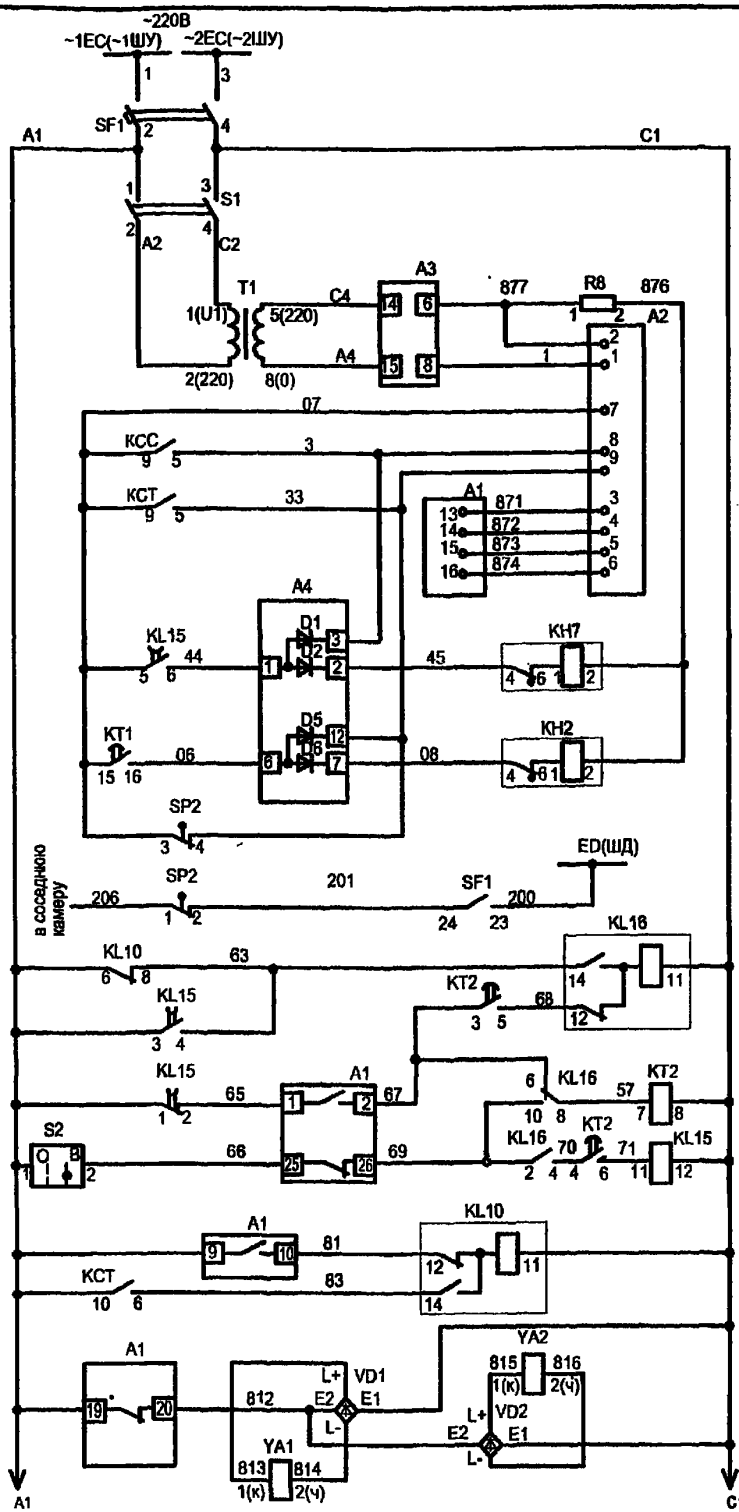 ~220В
~1ЕС(~1ШУ) ~2ЕС(~2ШУ)
1 3
SF1 2 4
A1 C1
1 3 S1
2 4
A2 C2
T1 A3
1(U1) 5(220) C4 14 6 877 R8 876
1 2 A2
2(220) 8(0) A4 15 8 1 2 1
07 7
КСС 9 5 3 8
9
КСТ 9 5 33
A1
13 871 3
14 872 4
15 873 5
16 874 6
A4
KL15 D1 3 KH7
5 6 44 1 D2 2 45 4 6 1 2
KT1 D5 12 KH2
15 16 06 6 D6 7 08 4 6 1 2
SP2
3 4
ED(ШД)
в соседнюю
камеру
206 SP2 1 2 201 SF1 24 23 200
KL10 6 8 63 KL16 14 11
KL15 3 4 KT2 3 5 68 12
KL15 1 2 65 A1 1 2 67 6 KL16 10 8 57 KT2 7 8
S2 1 O B 2 66 25 26 69 KL16 2 4 70 KT2 4 6 71 KL15 11 12
A1 9 10 81 KL10 12 11
КСТ 10 6 83 14
A1 YA2
L+ VD1 815 816
1(к) 2(ч)
19 20 812 E2 E1 L+ VD2
L- E2 E1
YA1 L-
813 814
1(к) 2(ч)
A1 C1